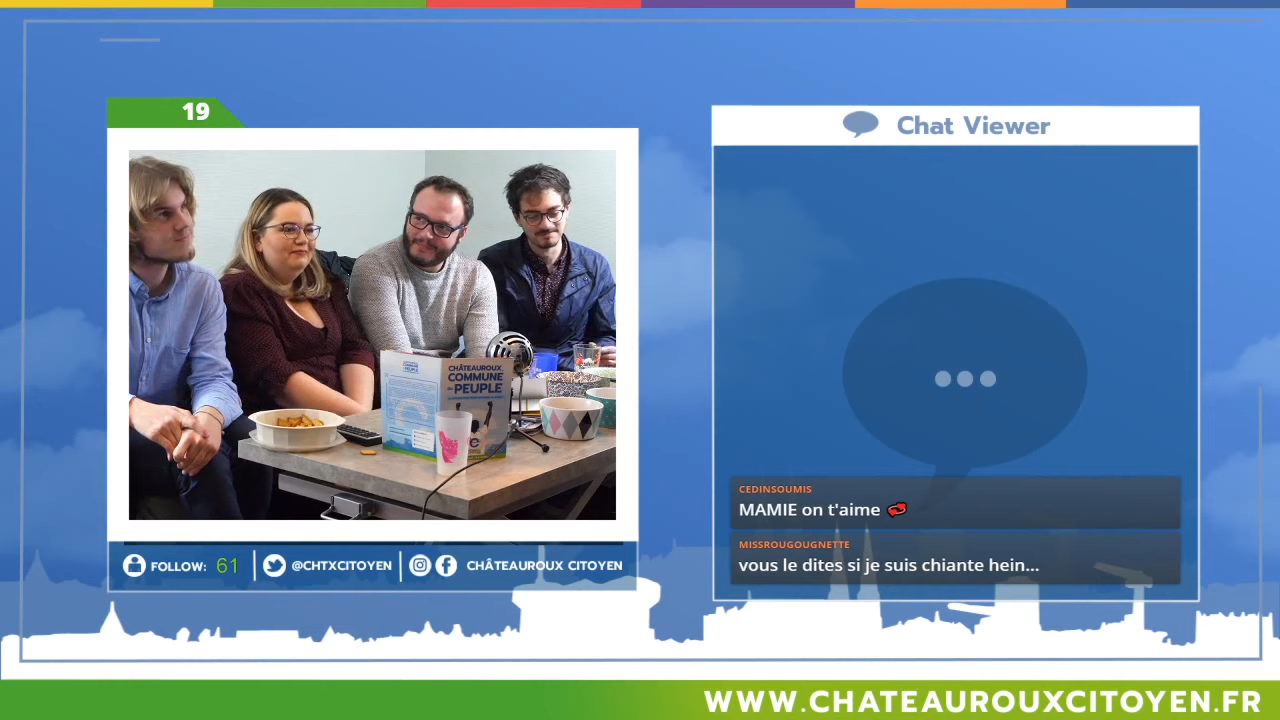 19
Chat Viewer
CHÂTEAUROUX
COMMUNE
DU PEUPLE
CEDINSOUMIS
MAMIE on t'aime
MISSROUGOUGNETTE
vous le dites si je suis chiante hein...
FOLLOW: 61
@CHTXCITOYEN
CHÂTEAUROUX CITOYEN
WWW.CHATEAUROUXCITOYEN.FR